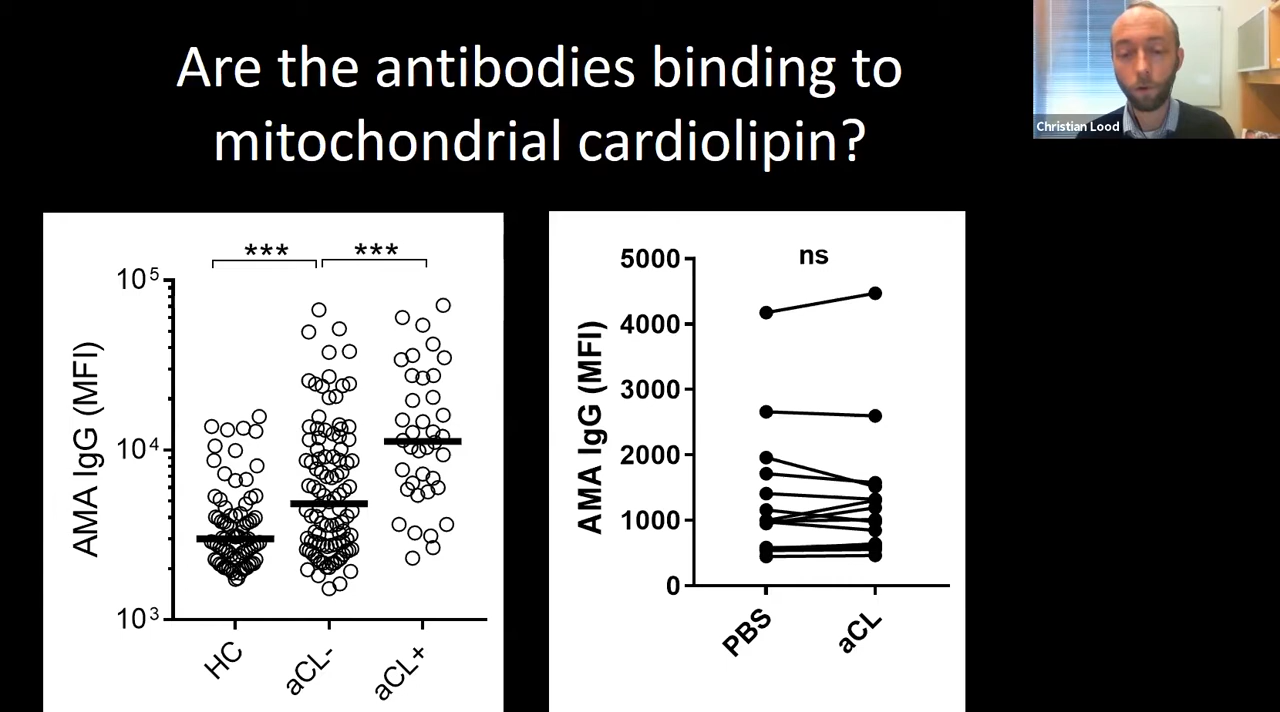 Are the antibodies binding to
mitochondrial cardiolipin?
Christian Lood
*** ***
10⁵
10⁴
10³
AMA IgG (MFI)
HC
aCL-
aCL+
ns
5000
4000
3000
2000
1000
0
AMA IgG (MFI)
PBS
aCL